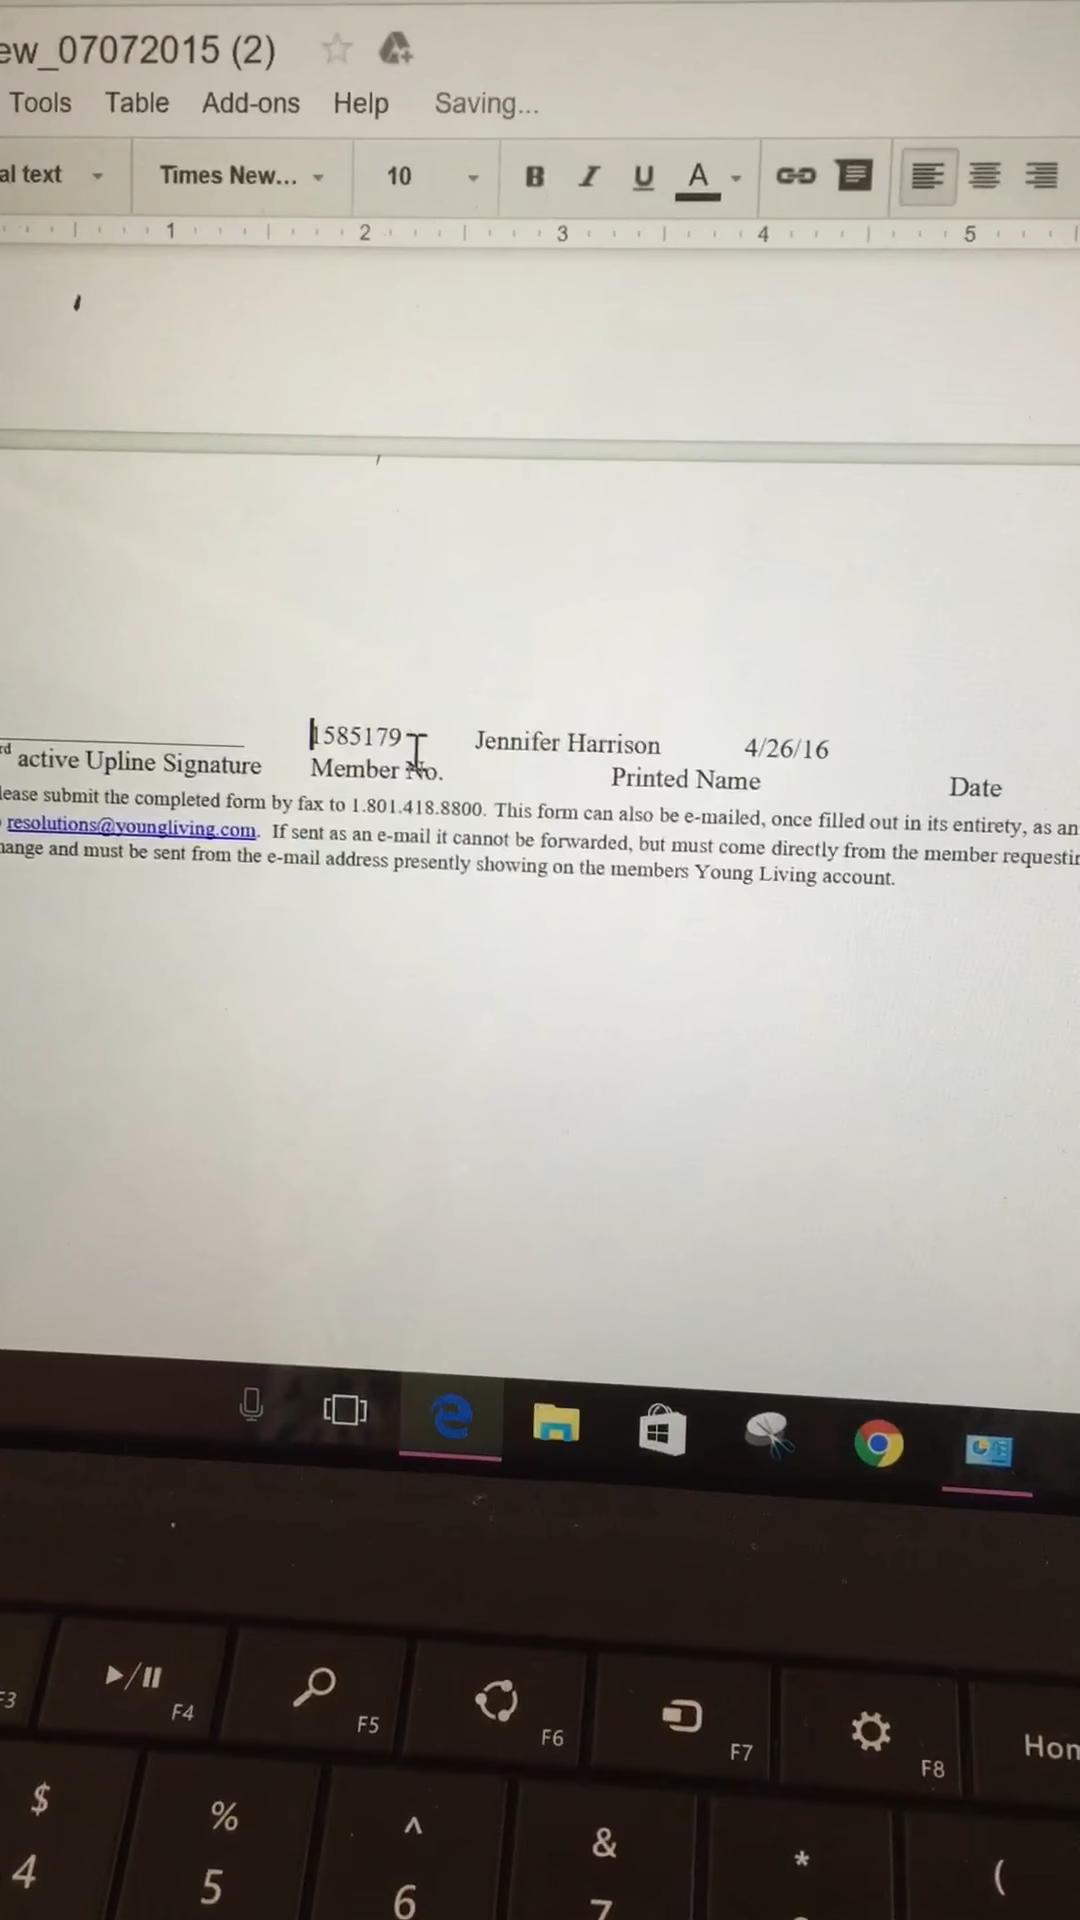 ew_07072015 (2)
Tools Table Add-ons Help Saving...
al text Times New... 10 B I U A
1 2 3 4 5
1585179 Jennifer Harrison 4/26/16
rd active Upline Signature Member No. Printed Name Date
lease submit the completed form by fax to 1.801.418.8800. This form can also be e-mailed, once filled out in its entirety, as an
resolutions@youngliving.com. If sent as an e-mail it cannot be forwarded, but must come directly from the member requestin
hange and must be sent from the e-mail address presently showing on the members Young Living account.
F3 F4 F5 F6 F7 F8 Hom
$ % ^ & * (
4 5 6 7